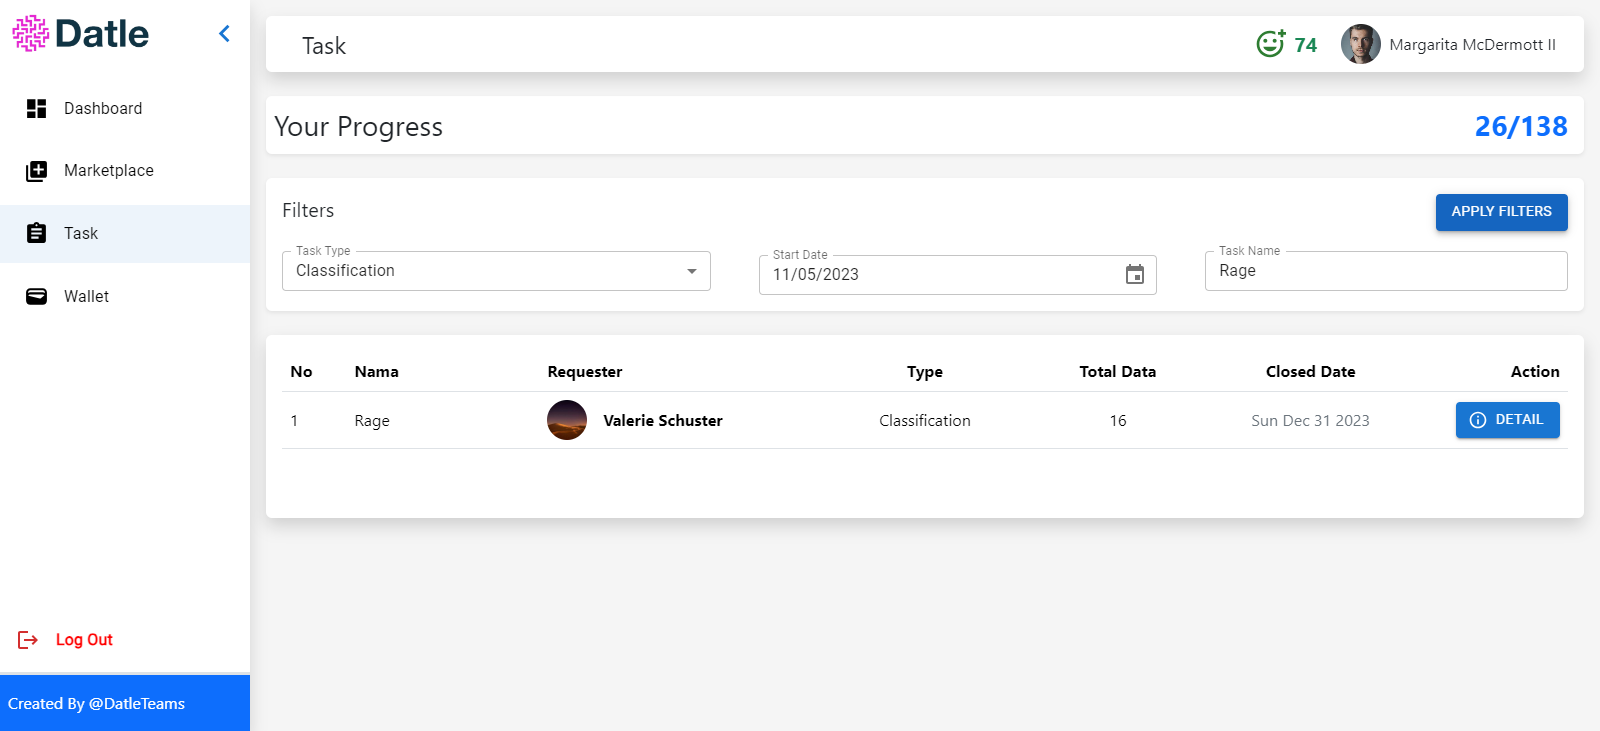 Datle
Dashboard
Marketplace
Task
Wallet
Log Out
Created By @DatleTeams
Task
74
Margarita McDermott II
Your Progress
26/138
Filters
APPLY FILTERS
Task Type
Classification
Start Date
11/05/2023
Task Name
Rage
No Nama Requester Type Total Data Closed Date Action
1 Rage Valerie Schuster Classification 16 Sun Dec 31 2023 DETAIL